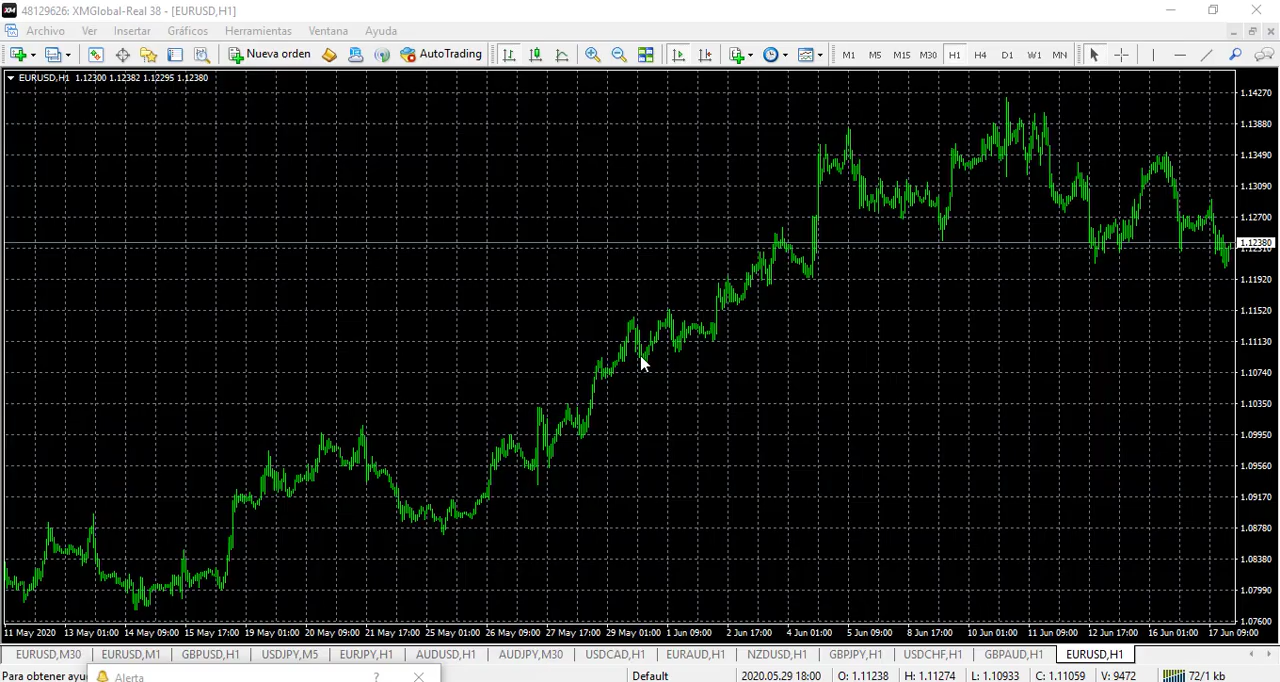 48129626: XMGlobal-Real 38 - [EURUSD,H1]
Archivo Ver Insertar Gráficos Herramientas Ventana Ayuda
Nueva orden AutoTrading M1 M5 M15 M30 H1 H4 D1 W1 MN
EURUSD,H1 1.12300 1.12382 1.12295 1.12380
1.14270
1.13880
1.13490
1.13090
1.12700
1.12380
1.12310
1.11920
1.11520
1.11130
1.10740
1.10350
1.09950
1.09560
1.09170
1.08780
1.08380
1.07990
1.07600
11 May 2020 13 May 01:00 14 May 09:00 15 May 17:00 19 May 01:00 20 May 09:00 21 May 17:00 25 May 01:00 26 May 09:00 27 May 17:00 29 May 01:00 1 Jun 09:00 2 Jun 17:00 4 Jun 01:00 5 Jun 09:00 8 Jun 17:00 10 Jun 01:00 11 Jun 09:00 12 Jun 17:00 16 Jun 01:00 17 Jun 09:00
EURUSD,M30 EURUSD,M1 GBPUSD,H1 USDJPY,M5 EURJPY,H1 AUDUSD,H1 AUDJPY,M30 USDCAD,H1 EURAUD,H1 NZDUSD,H1 GBPJPY,H1 USDCHF,H1 GBPAUD,H1 EURUSD,H1
Para obtener ayu Alerta ? Default 2020.05.29 18:00 O: 1.11238 H: 1.11274 L: 1.10933 C: 1.11059 V: 9472 72/1 kb